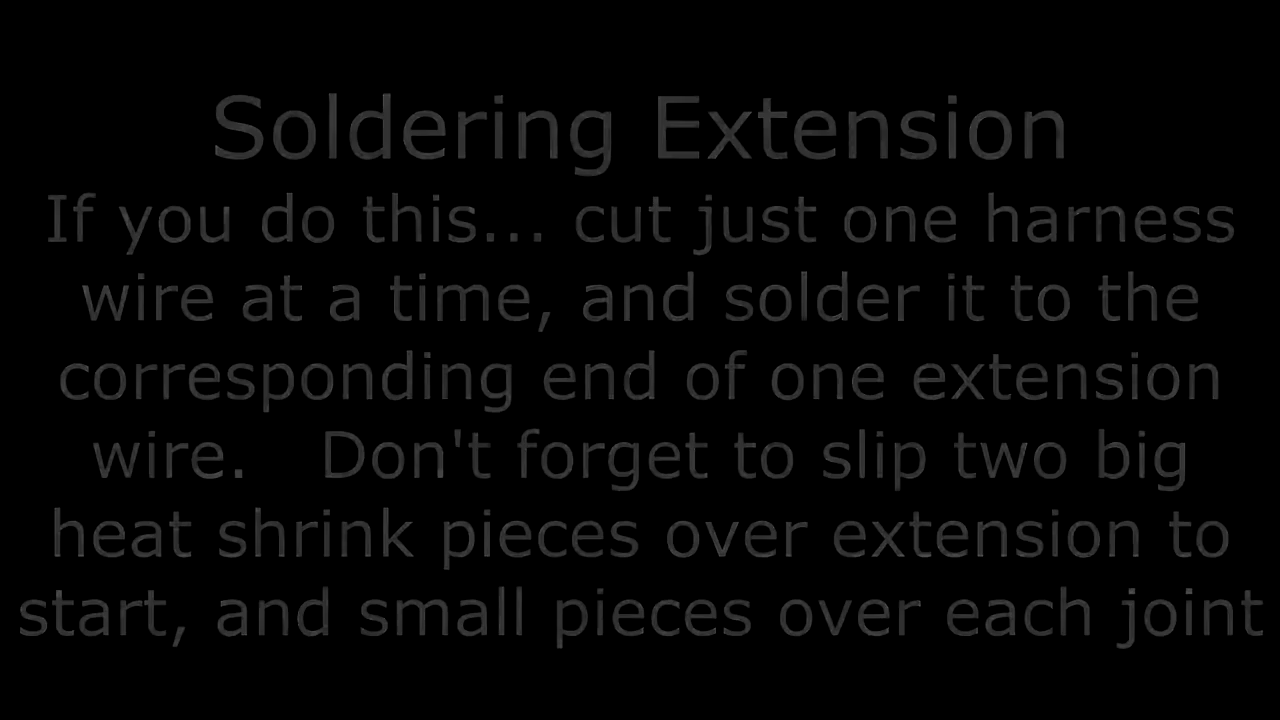 Soldering Extension
If you do this... cut just one harness
wire at a time, and solder it to the
corresponding end of one extension
wire.   Don't forget to slip two big
heat shrink pieces over extension to
start, and small pieces over each joint